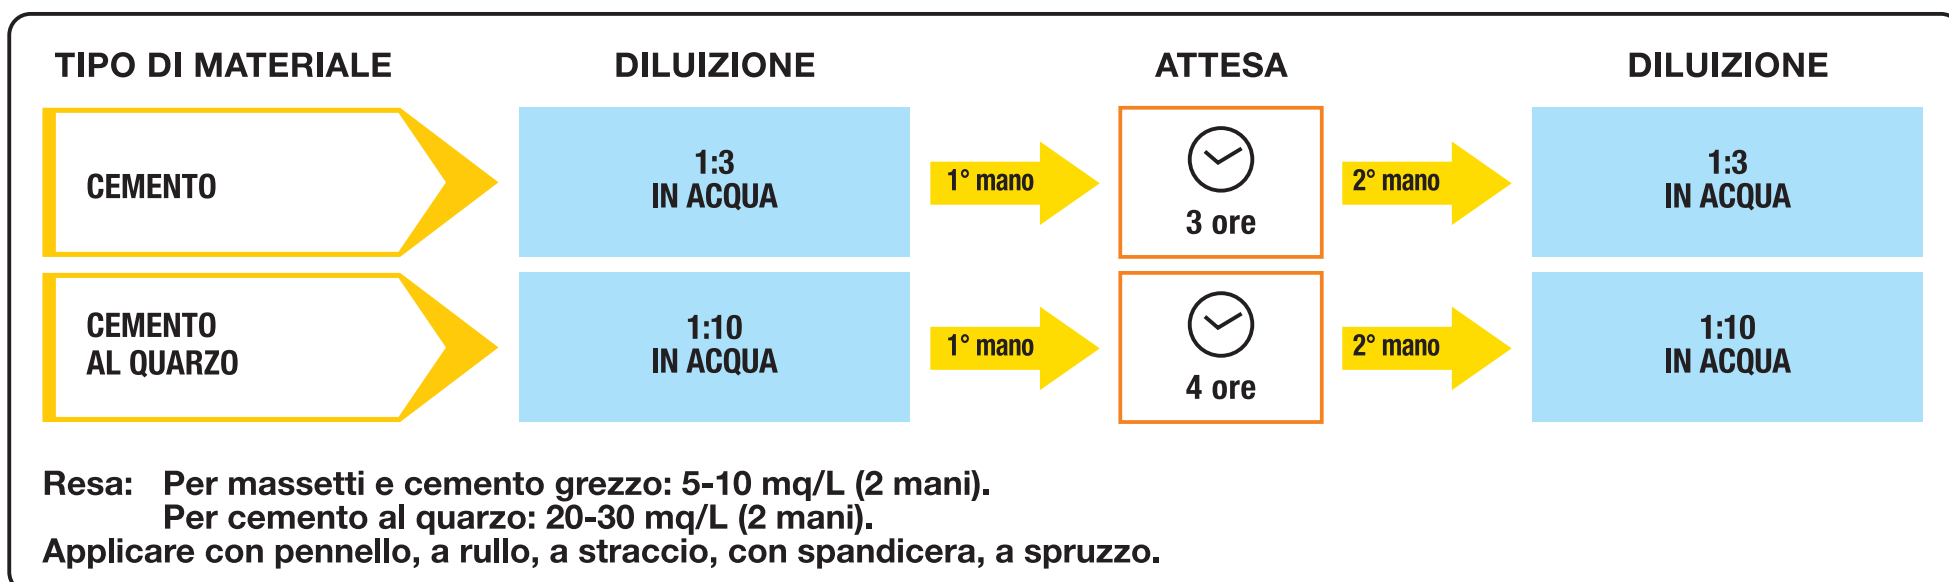 TIPO DI MATERIALE
DILUIZIONE
ATTESA
DILUIZIONE
CEMENTO
1:3
IN ACQUA
1° mano
3 ore
2° mano
1:3
IN ACQUA
CEMENTO
AL QUARZO
1:10
IN ACQUA
1° mano
4 ore
2° mano
1:10
IN ACQUA
Resa: Per massetti e cemento grezzo: 5-10 mq/L (2 mani).
Per cemento al quarzo: 20-30 mq/L (2 mani).
Applicare con pennello, a rullo, a straccio, con spandicera, a spruzzo.